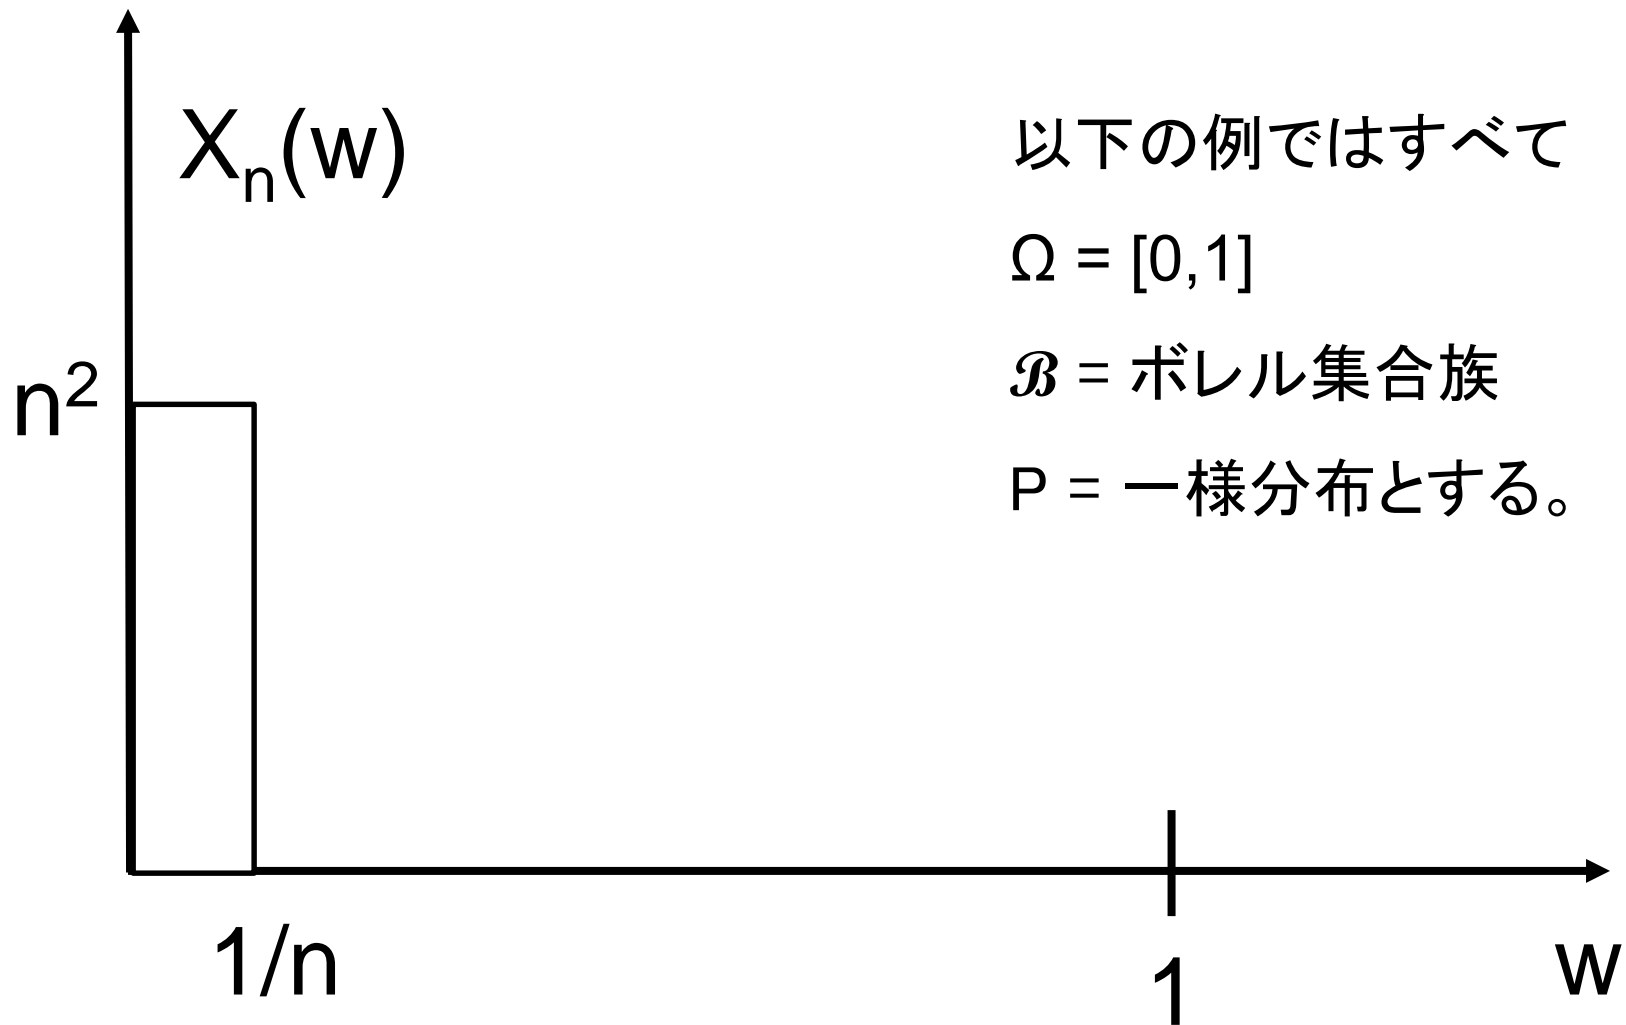 Xn(w)
以下の例ではすべて
Ω = [0,1]
ℬ = ボレル集合族
P = 一様分布とする。
n²
1/n
1
w